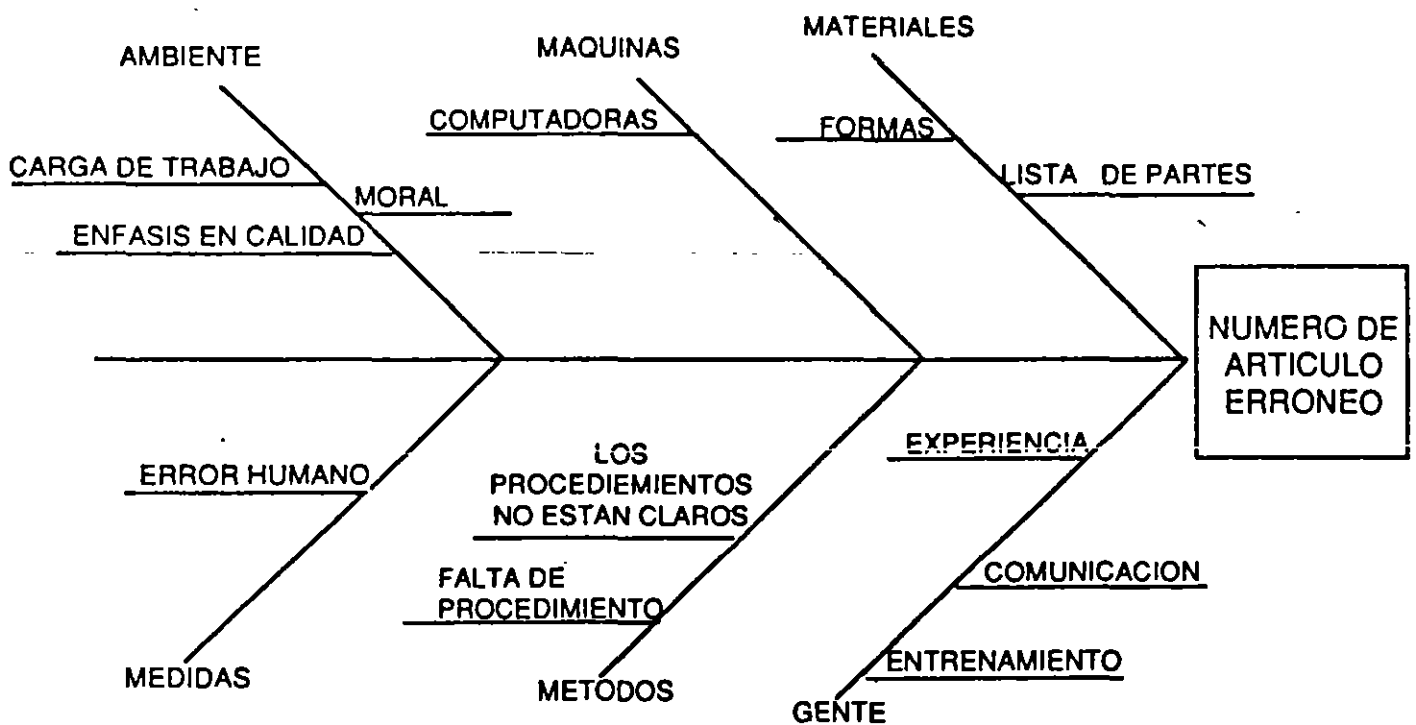 AMBIENTE
MAQUINAS
MATERIALES
COMPUTADORAS
FORMAS
CARGA DE TRABAJO
MORAL
LISTA DE PARTES
ENFASIS EN CALIDAD
NUMERO DE
ARTICULO
ERRONEO
ERROR HUMANO
LOS
PROCEDIEMIENTOS
NO ESTAN CLAROS
EXPERIENCIA
FALTA DE
PROCEDIMIENTO
COMUNICACION
ENTRENAMIENTO
MEDIDAS
METODOS
GENTE